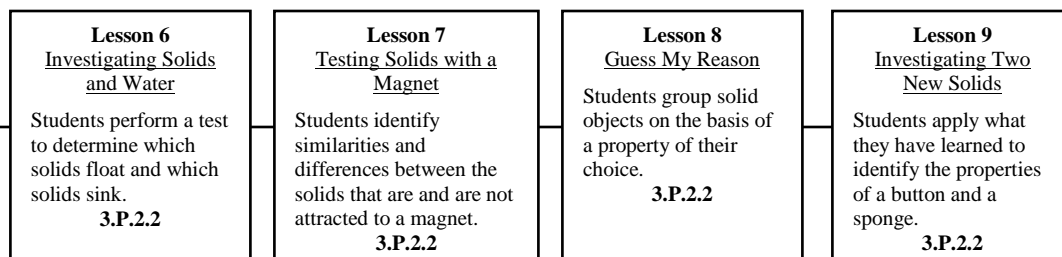 Lesson 6
Investigating Solids
and Water
Students perform a test
to determine which
solids float and which
solids sink.
3.P.2.2
Lesson 7
Testing Solids with a
Magnet
Students identify
similarities and
differences between the
solids that are and are not
attracted to a magnet.
3.P.2.2
Lesson 8
Guess My Reason
Students group solid
objects on the basis of
a property of their
choice.
3.P.2.2
Lesson 9
Investigating Two
New Solids
Students apply what
they have learned to
identify the properties
of a button and a
sponge.
3.P.2.2